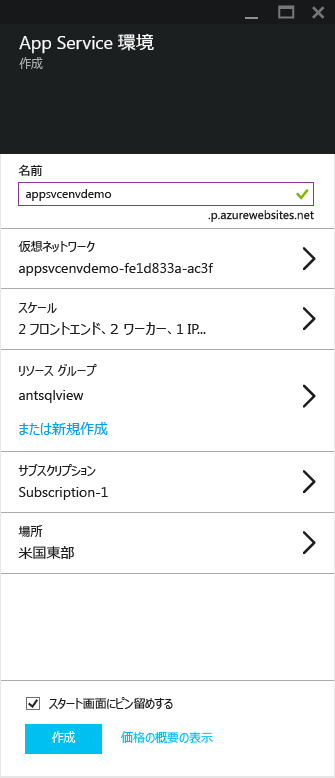 App Service 環境
作成
名前
appsvcenvdemo
.p.azurewebsites.net
仮想ネットワーク
appsvcenvdemo-fe1d833a-ac3f
スケール
2 フロントエンド、2 ワーカー、1 IP...
リソース グループ
antsqlview
または新規作成
サブスクリプション
Subscription-1
場所
米国東部
スタート画面にピン留めする
作成 価格の概要の表示